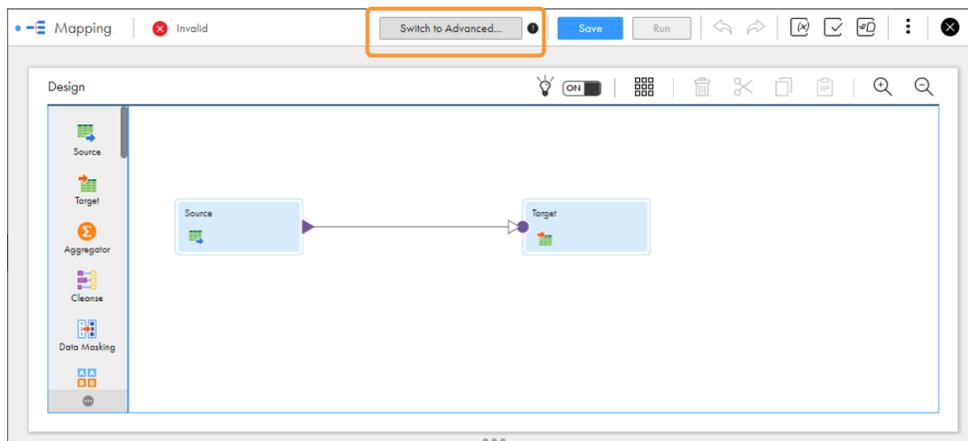 Mapping
Invalid
Switch to Advanced...
?
Save
Run
Design
ON
Source
Target
Aggregator
Cleanse
Data Masking
Source
Target